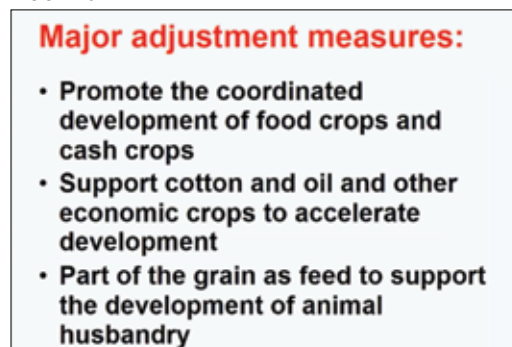 Major adjustment measures:
• Promote the coordinated
development of food crops and
cash crops
• Support cotton and oil and other
economic crops to accelerate
development
• Part of the grain as feed to support
the development of animal
husbandry